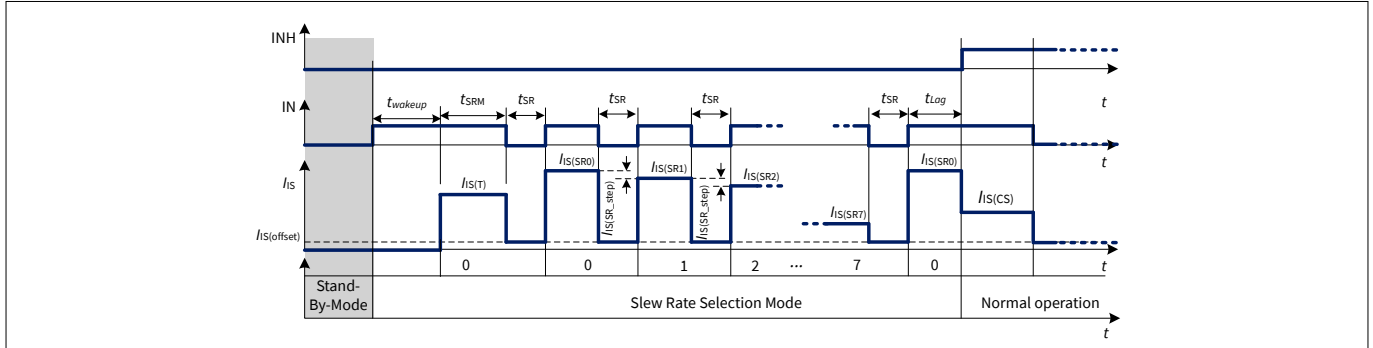 INH
t
IN
twakeup
tSRM
tSR
tSR
tSR
tSR
tLag
t
IIS
IIS(T)
IIS(SR0)
IIS(SR_step)
IIS(SR1)
IIS(SR_step)
IIS(SR2)
IIS(SR7)
IIS(SR0)
IIS(CS)
IIS(offset)
0 0 1 2 ... 7 0 t
Stand-
By-Mode
Slew Rate Selection Mode
Normal operation
t